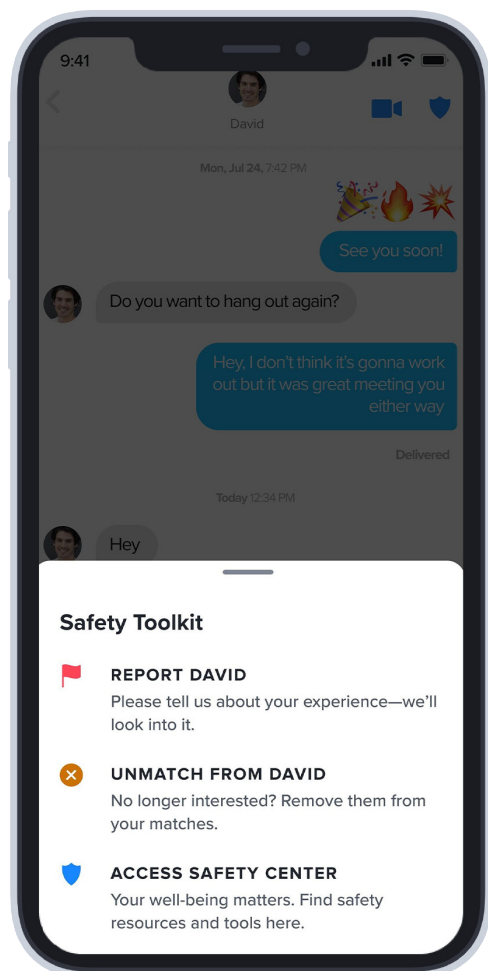 9:41
David
Mon, Jul 24, 7:42 PM
See you soon!
Do you want to hang out again?
Hey, I don't think it's gonna work
out but it was great meeting you
either way
Delivered
Today 12:34 PM
Hey
Safety Toolkit
REPORT DAVID
Please tell us about your experience—we'll
look into it.
UNMATCH FROM DAVID
No longer interested? Remove them from
your matches.
ACCESS SAFETY CENTER
Your well-being matters. Find safety
resources and tools here.